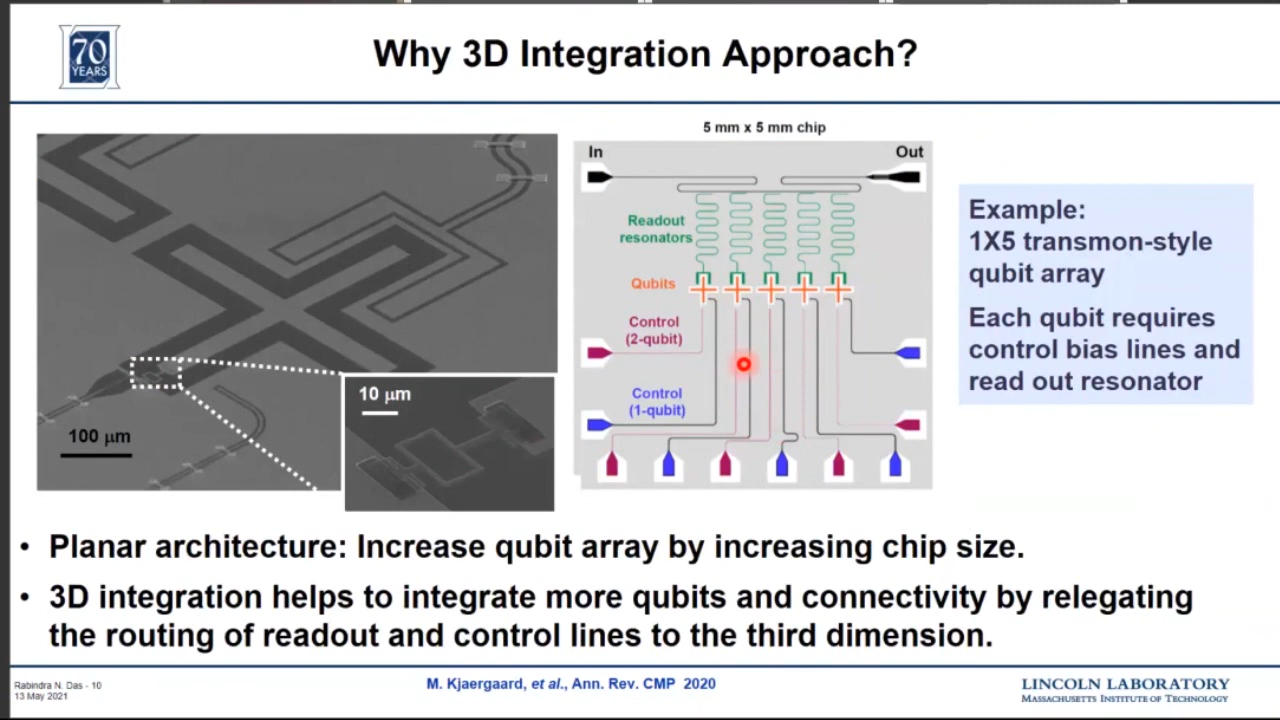 70
YEARS
Why 3D Integration Approach?
100 μm
10 μm
5 mm x 5 mm chip
In
Out
Readout
resonators
Qubits
Control
(2-qubit)
Control
(1-qubit)
Example:
1X5 transmon-style
qubit array
Each qubit requires
control bias lines and
read out resonator
• Planar architecture: Increase qubit array by increasing chip size.
• 3D integration helps to integrate more qubits and connectivity by relegating
the routing of readout and control lines to the third dimension.
Rabindra N. Das - 10
13 May 2021
M. Kjaergaard, et al., Ann. Rev. CMP 2020
LINCOLN LABORATORY
MASSACHUSETTS INSTITUTE OF TECHNOLOGY